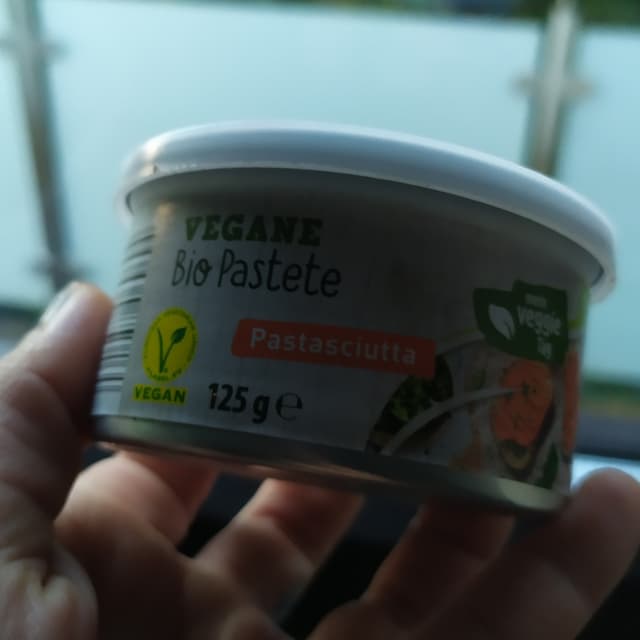 VEGANE
Bio Pastete
Pastasciutta
125 g e
VEGAN
veggie